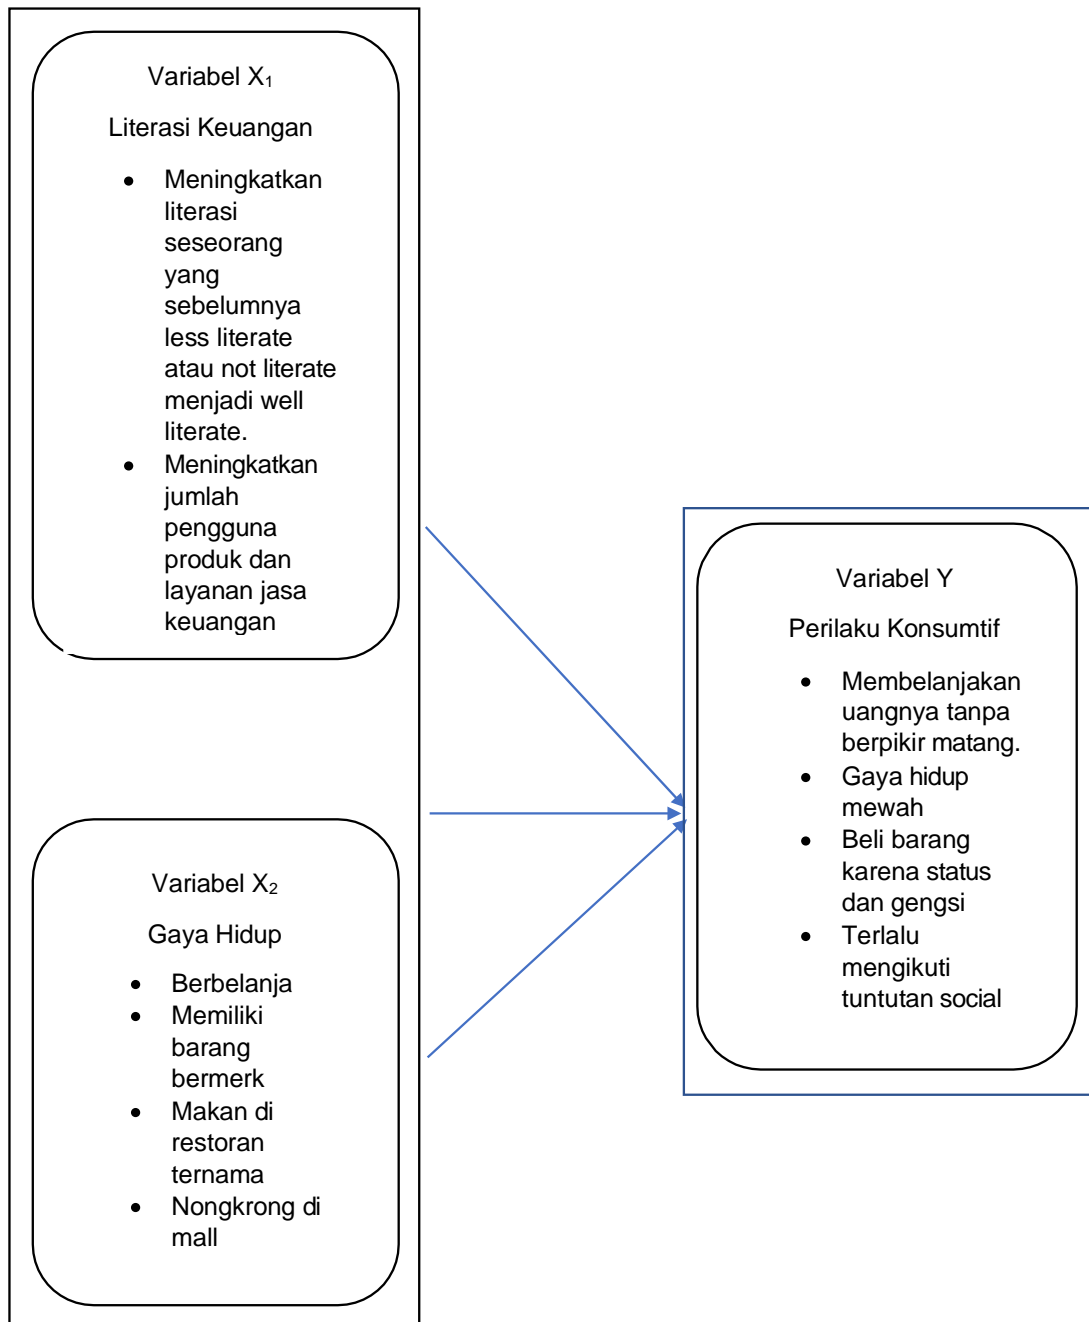 Variabel X₁
Literasi Keuangan
• Meningkatkan
literasi
seseorang
yang
sebelumnya
less literate
atau not literate
menjadi well
literate.
• Meningkatkan
jumlah
pengguna
produk dan
layanan jasa
keuangan
Variabel X₂
Gaya Hidup
• Berbelanja
• Memiliki
barang
bermerk
• Makan di
restoran
ternama
• Nongkrong di
mall
Variabel Y
Perilaku Konsumtif
• Membelanjakan
uangnya tanpa
berpikir matang.
• Gaya hidup
mewah
• Beli barang
karena status
dan gengsi
• Terlalu
mengikuti
tuntutan social